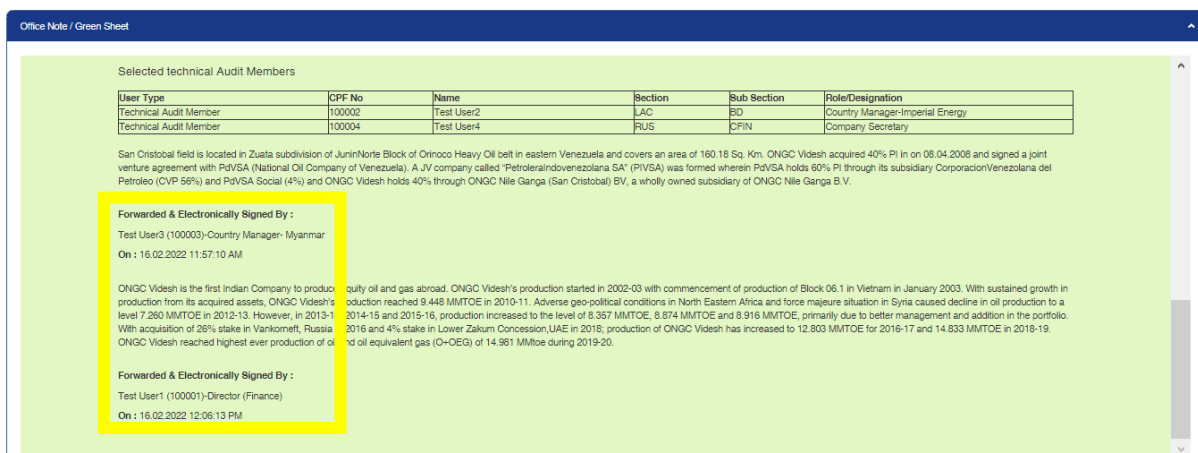 Office Note / Green Sheet
Selected technical Audit Members
User Type CPF No Name Section Sub Section Role/Designation
Technical Audit Member 100002 Test User2 LAC BD Country Manager-Imperial Energy
Technical Audit Member 100004 Test User4 RUS CFIN Company Secretary
San Cristobal field is located in Zuata subdivision of JuninNorte Block of Orinoco Heavy Oil belt in eastern Venezuela and covers an area of 160.18 Sq. Km. ONGC Videsh acquired 40% PI in on 08.04.2008 and signed a joint
venture agreement with PdVSA (National Oil Company of Venezuela). A JV company called "PetroleraIndovenezolana SA" (PIVSA) was formed wherein PdVSA holds 60% PI through its subsidiary CorporacionVenezolana del
Petroleo (CVP 56%) and PdVSA Social (4%) and ONGC Videsh holds 40% through ONGC Nile Ganga (San Cristobal) BV, a wholly owned subsidiary of ONGC Nile Ganga B.V.
Forwarded & Electronically Signed By :
Test User3 (100003)-Country Manager- Myanmar
On : 16.02.2022 11:57:10 AM
ONGC Videsh is the first Indian Company to produce equity oil and gas abroad. ONGC Videsh's production started in 2002-03 with commencement of production of Block 06.1 in Vietnam in January 2003. With sustained growth in
production from its acquired assets, ONGC Videsh's production reached 9.448 MMTOE in 2010-11. Adverse geo-political conditions in North Eastern Africa and force majeure situation in Syria caused decline in oil production to a
level 7.260 MMTOE in 2012-13. However, in 2013-14 2014-15 and 2015-16, production increased to the level of 8.357 MMTOE, 8.874 MMTOE and 8.916 MMTOE, primarily due to better management and addition in the portfolio.
With acquisition of 26% stake in Vankorneft, Russia 2016 and 4% stake in Lower Zakum Concession,UAE in 2018; production of ONGC Videsh has increased to 12.803 MMTOE for 2016-17 and 14.833 MMTOE in 2018-19.
ONGC Videsh reached highest ever production of oil and oil equivalent gas (O+OEG) of 14.981 MMtoe during 2019-20.
Forwarded & Electronically Signed By :
Test User1 (100001)-Director (Finance)
On : 16.02.2022 12:06:13 PM